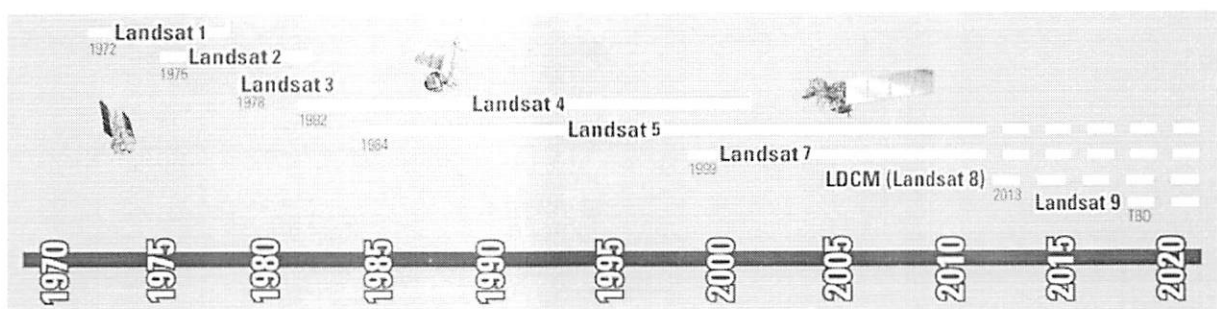 Landsat 1
1972
Landsat 2
1975
Landsat 3
1978
Landsat 4
1982
Landsat 5
1984
Landsat 7
1999
LDCM (Landsat 8)
2013
Landsat 9
TBD
1970 1975 1980 1985 1990 1995 2000 2005 2010 2015 2020